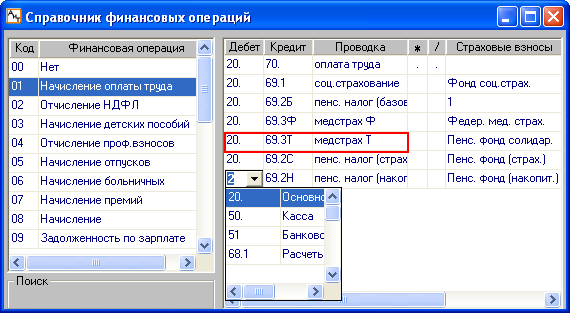 Справочник финансовых операций
Код Финансовая операция
00 Нет
01 Начисление оплаты труда
02 Отчисление НДФЛ
03 Начисление детских пособий
04 Отчисление проф.взносов
05 Начисление отпусков
06 Начисление больничных
07 Начисление премий
08 Начисление
09 Задолженность по зарплате
Поиск
Дебет Кредит Проводка * / Страховые взносы
20. 70. оплата труда . .
20. 69.1 соц.страхование Фонд соц.страх.
20. 69.2Б пенс. налог (базов 1
20. 69.3Ф медстрах Ф Федер. мед. страх.
20. 69.3Т медстрах Т Пенс. фонд солидар.
20. 69.2С пенс. налог (страх Пенс. фонд (страх.)
2 69.2Н пенс. налог (накоп Пенс. фонд (накопит.)
20. Основно
50. Касса
51 Банково
68.1 Расчеть